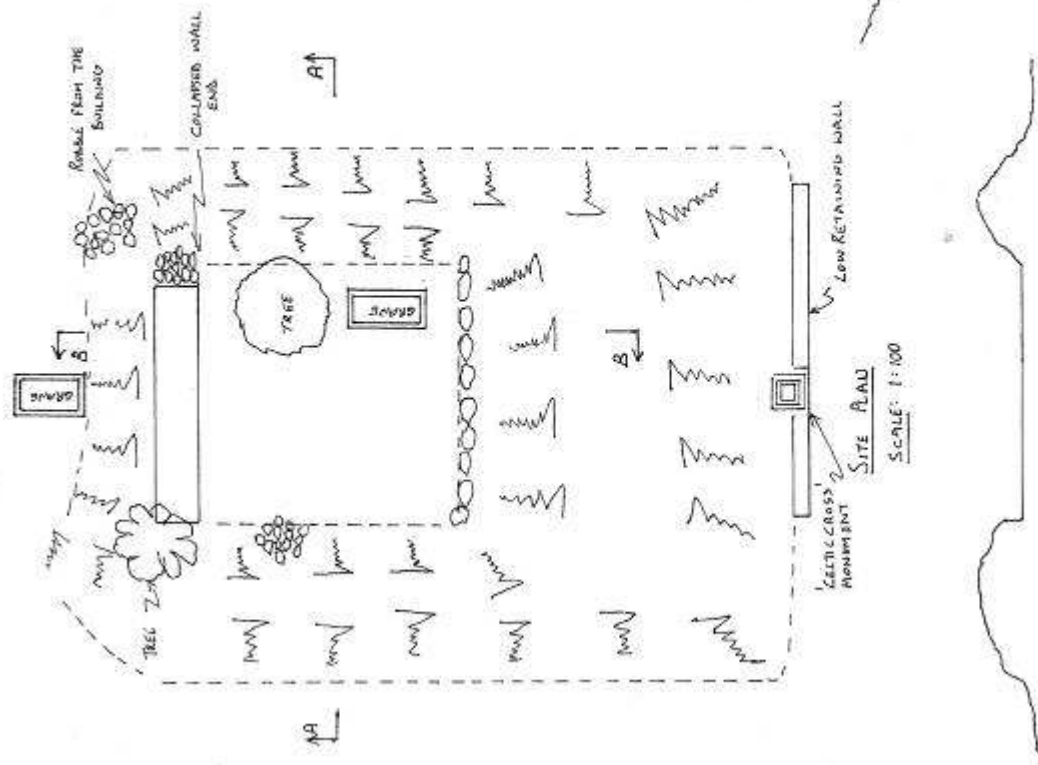 RUBBLE FROM THE
BUILDING
COLLAPSED WALL
END
A
GRAVE
B
TREE
GRAVE
TREE
B
A
LOW RETAINING WALL
'CELTIC CROSS'
MONUMENT
SITE PLAN
SCALE: 1:100